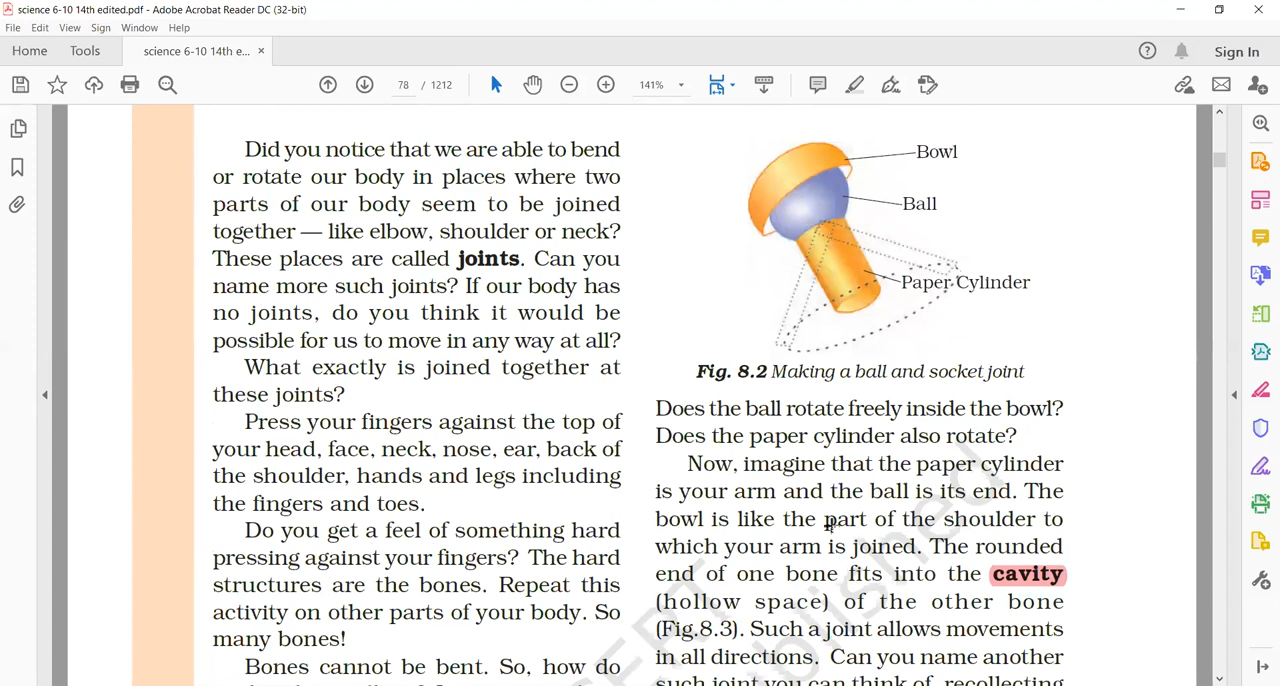 science 6-10 14th edited.pdf - Adobe Acrobat Reader DC (32-bit)
File Edit View Sign Window Help
Home Tools science 6-10 14th e... × Sign In
78 / 1212 141%
Did you notice that we are able to bend
or rotate our body in places where two
parts of our body seem to be joined
together — like elbow, shoulder or neck?
These places are called joints. Can you
name more such joints? If our body has
no joints, do you think it would be
possible for us to move in any way at all?
What exactly is joined together at
these joints?
Press your fingers against the top of
your head, face, neck, nose, ear, back of
the shoulder, hands and legs including
the fingers and toes.
Do you get a feel of something hard
pressing against your fingers? The hard
structures are the bones. Repeat this
activity on other parts of your body. So
many bones!
Bones cannot be bent. So, how do
Bowl
Ball
Paper Cylinder
Fig. 8.2 Making a ball and socket joint
Does the ball rotate freely inside the bowl?
Does the paper cylinder also rotate?
Now, imagine that the paper cylinder
is your arm and the ball is its end. The
bowl is like the part of the shoulder to
which your arm is joined. The rounded
end of one bone fits into the cavity
(hollow space) of the other bone
(Fig.8.3). Such a joint allows movements
in all directions. Can you name another
such joint you can think of, recollecting